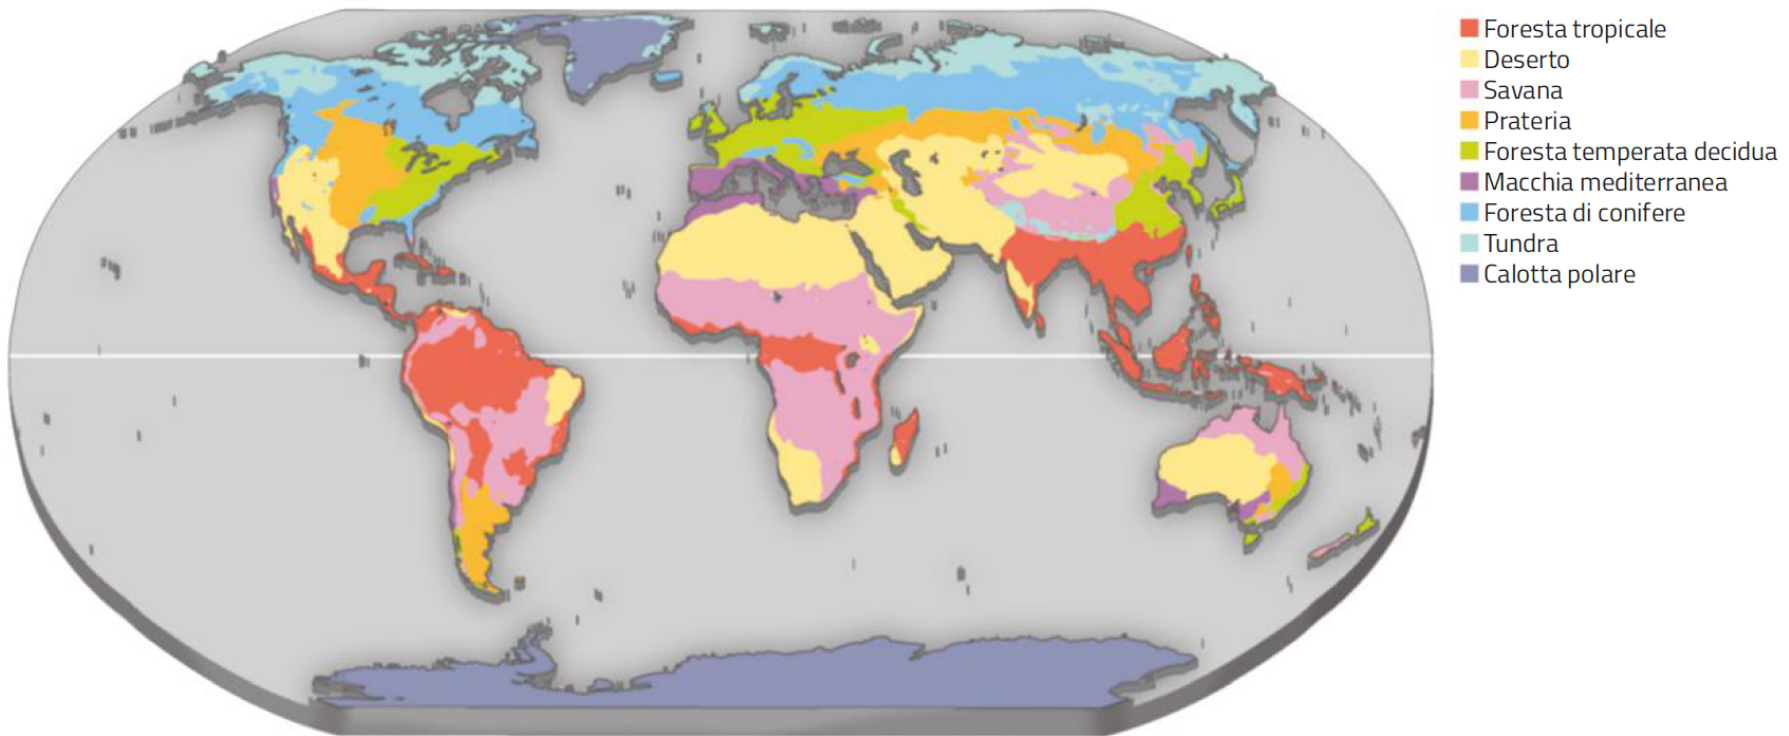 Foresta tropicale
Deserto
Savana
Prateria
Foresta temperata decidua
Macchia mediterranea
Foresta di conifere
Tundra
Calotta polare